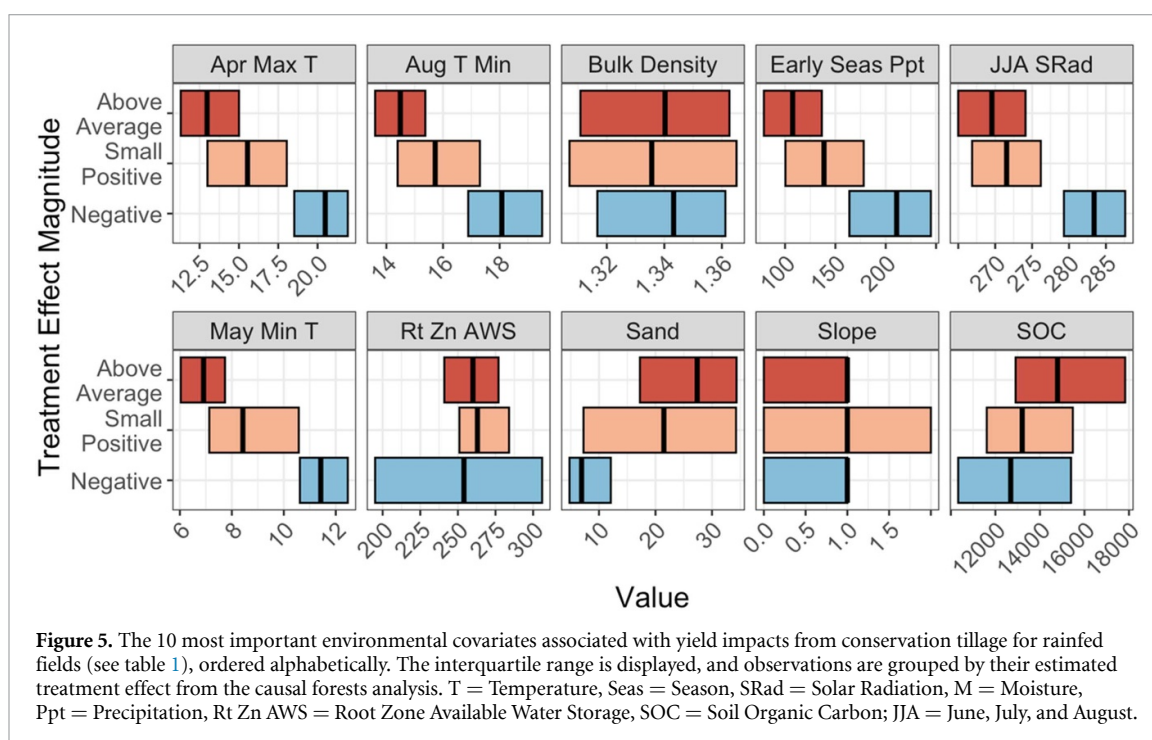 Apr Max T
Aug T Min
Bulk Density
Early Seas Ppt
JJA SRad
Treatment Effect Magnitude
Above
Average
Small
Positive
Negative
12.5 15.0 17.5 20.0
14 16 18
1.32 1.34 1.36
100 150 200
270 275 280 285
May Min T
Rt Zn AWS
Sand
Slope
SOC
Above
Average
Small
Positive
Negative
6 8 10 12
200 225 250 275 300
10 20 30
0.0 0.5 1.0 1.5
12000 14000 16000 18000
Value
Figure 5. The 10 most important environmental covariates associated with yield impacts from conservation tillage for rainfed
fields (see table 1), ordered alphabetically. The interquartile range is displayed, and observations are grouped by their estimated
treatment effect from the causal forests analysis. T = Temperature, Seas = Season, SRad = Solar Radiation, M = Moisture,
Ppt = Precipitation, Rt Zn AWS = Root Zone Available Water Storage, SOC = Soil Organic Carbon; JJA = June, July, and August.